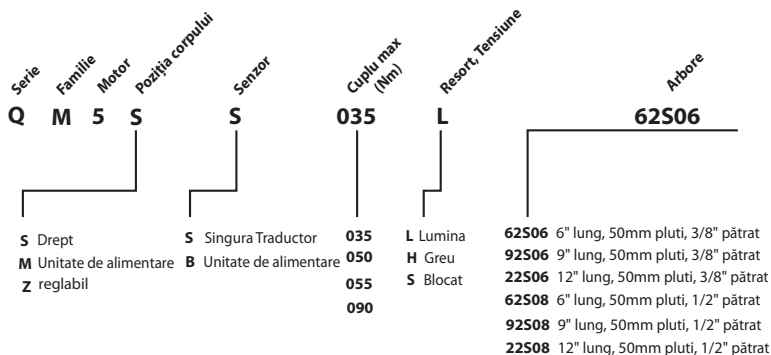 Serie
Familie
Motor
Poziția corpului
Senzor
Cuplu max
(Nm)
Resort, Tensiune
Arbore
Q M 5 S S 035 L 62S06
S Drept
M Unitate de alimentare
Z reglabil
S Singura Traductor
B Unitate de alimentare
035
050
055
090
L Lumina
H Greu
S Blocat
62S06 6" lung, 50mm pluti, 3/8" pătrat
92S06 9" lung, 50mm pluti, 3/8" pătrat
22S06 12" lung, 50mm pluti, 3/8" pătrat
62S08 6" lung, 50mm pluti, 1/2" pătrat
92S08 9" lung, 50mm pluti, 1/2" pătrat
22S08 12" lung, 50mm pluti, 1/2" pătrat